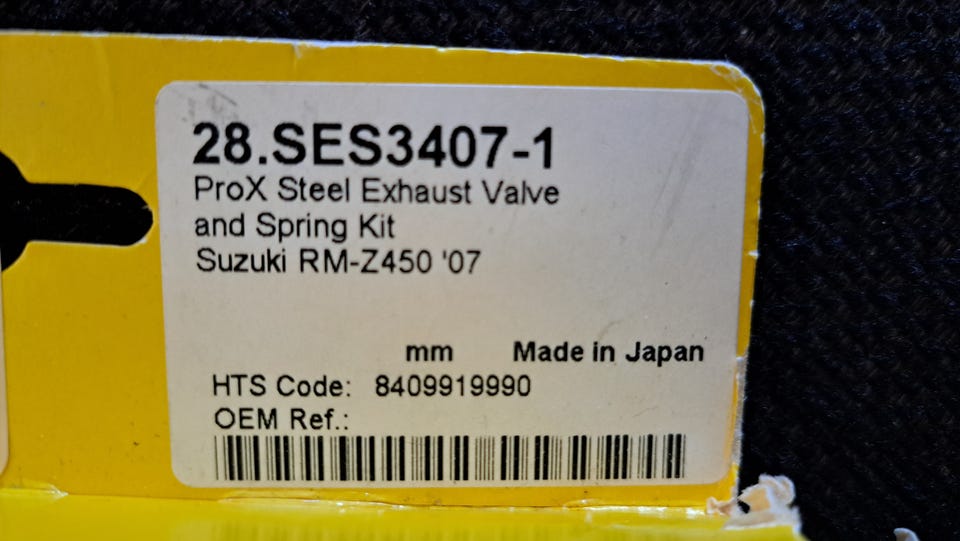 28.SES3407-1
ProX Steel Exhaust Valve
and Spring Kit
Suzuki RM-Z450 '07
mm Made in Japan
HTS Code: 8409919990
OEM Ref.: